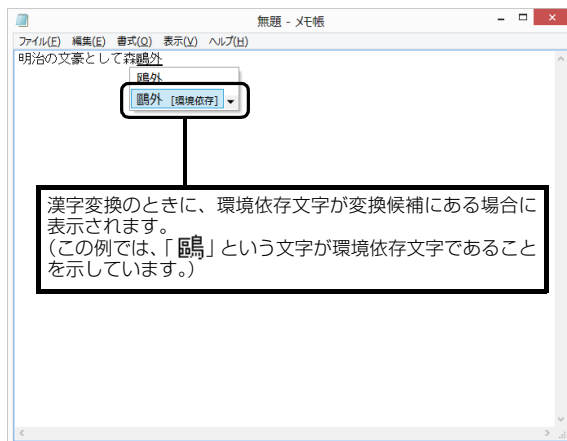 無題 - メモ帳
ファイル(F) 編集(E) 書式(O) 表示(V) ヘルプ(H)
明治の文豪として森鷗外
鴎外
鷗外 [環境依存]
漢字変換のときに、環境依存文字が変換候補にある場合に
表示されます。
(この例では、「鷗」という文字が環境依存文字であること
を示しています。)